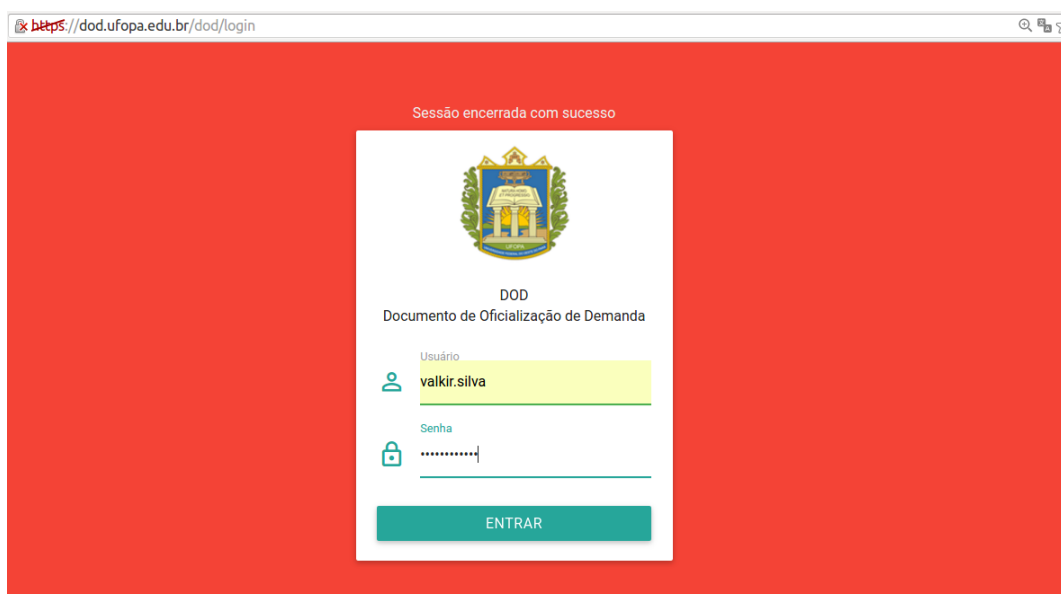 https://dod.ufopa.edu.br/dod/login
Sessão encerrada com sucesso
UFOPA
DOD
Documento de Oficialização de Demanda
Usuário
valkir.silva
Senha
••••••••••••
ENTRAR